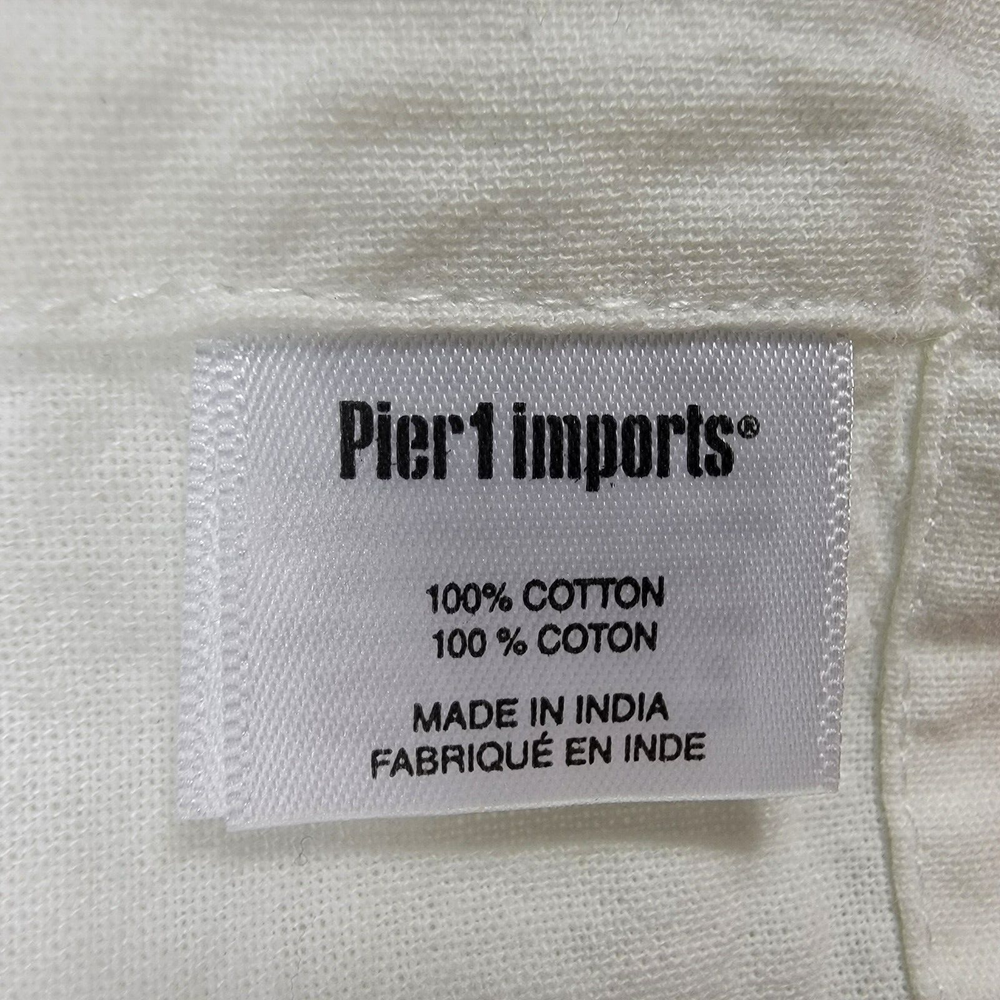 Pier1 imports®
100% COTTON
100 % COTON
MADE IN INDIA
FABRIQUÉ EN INDE